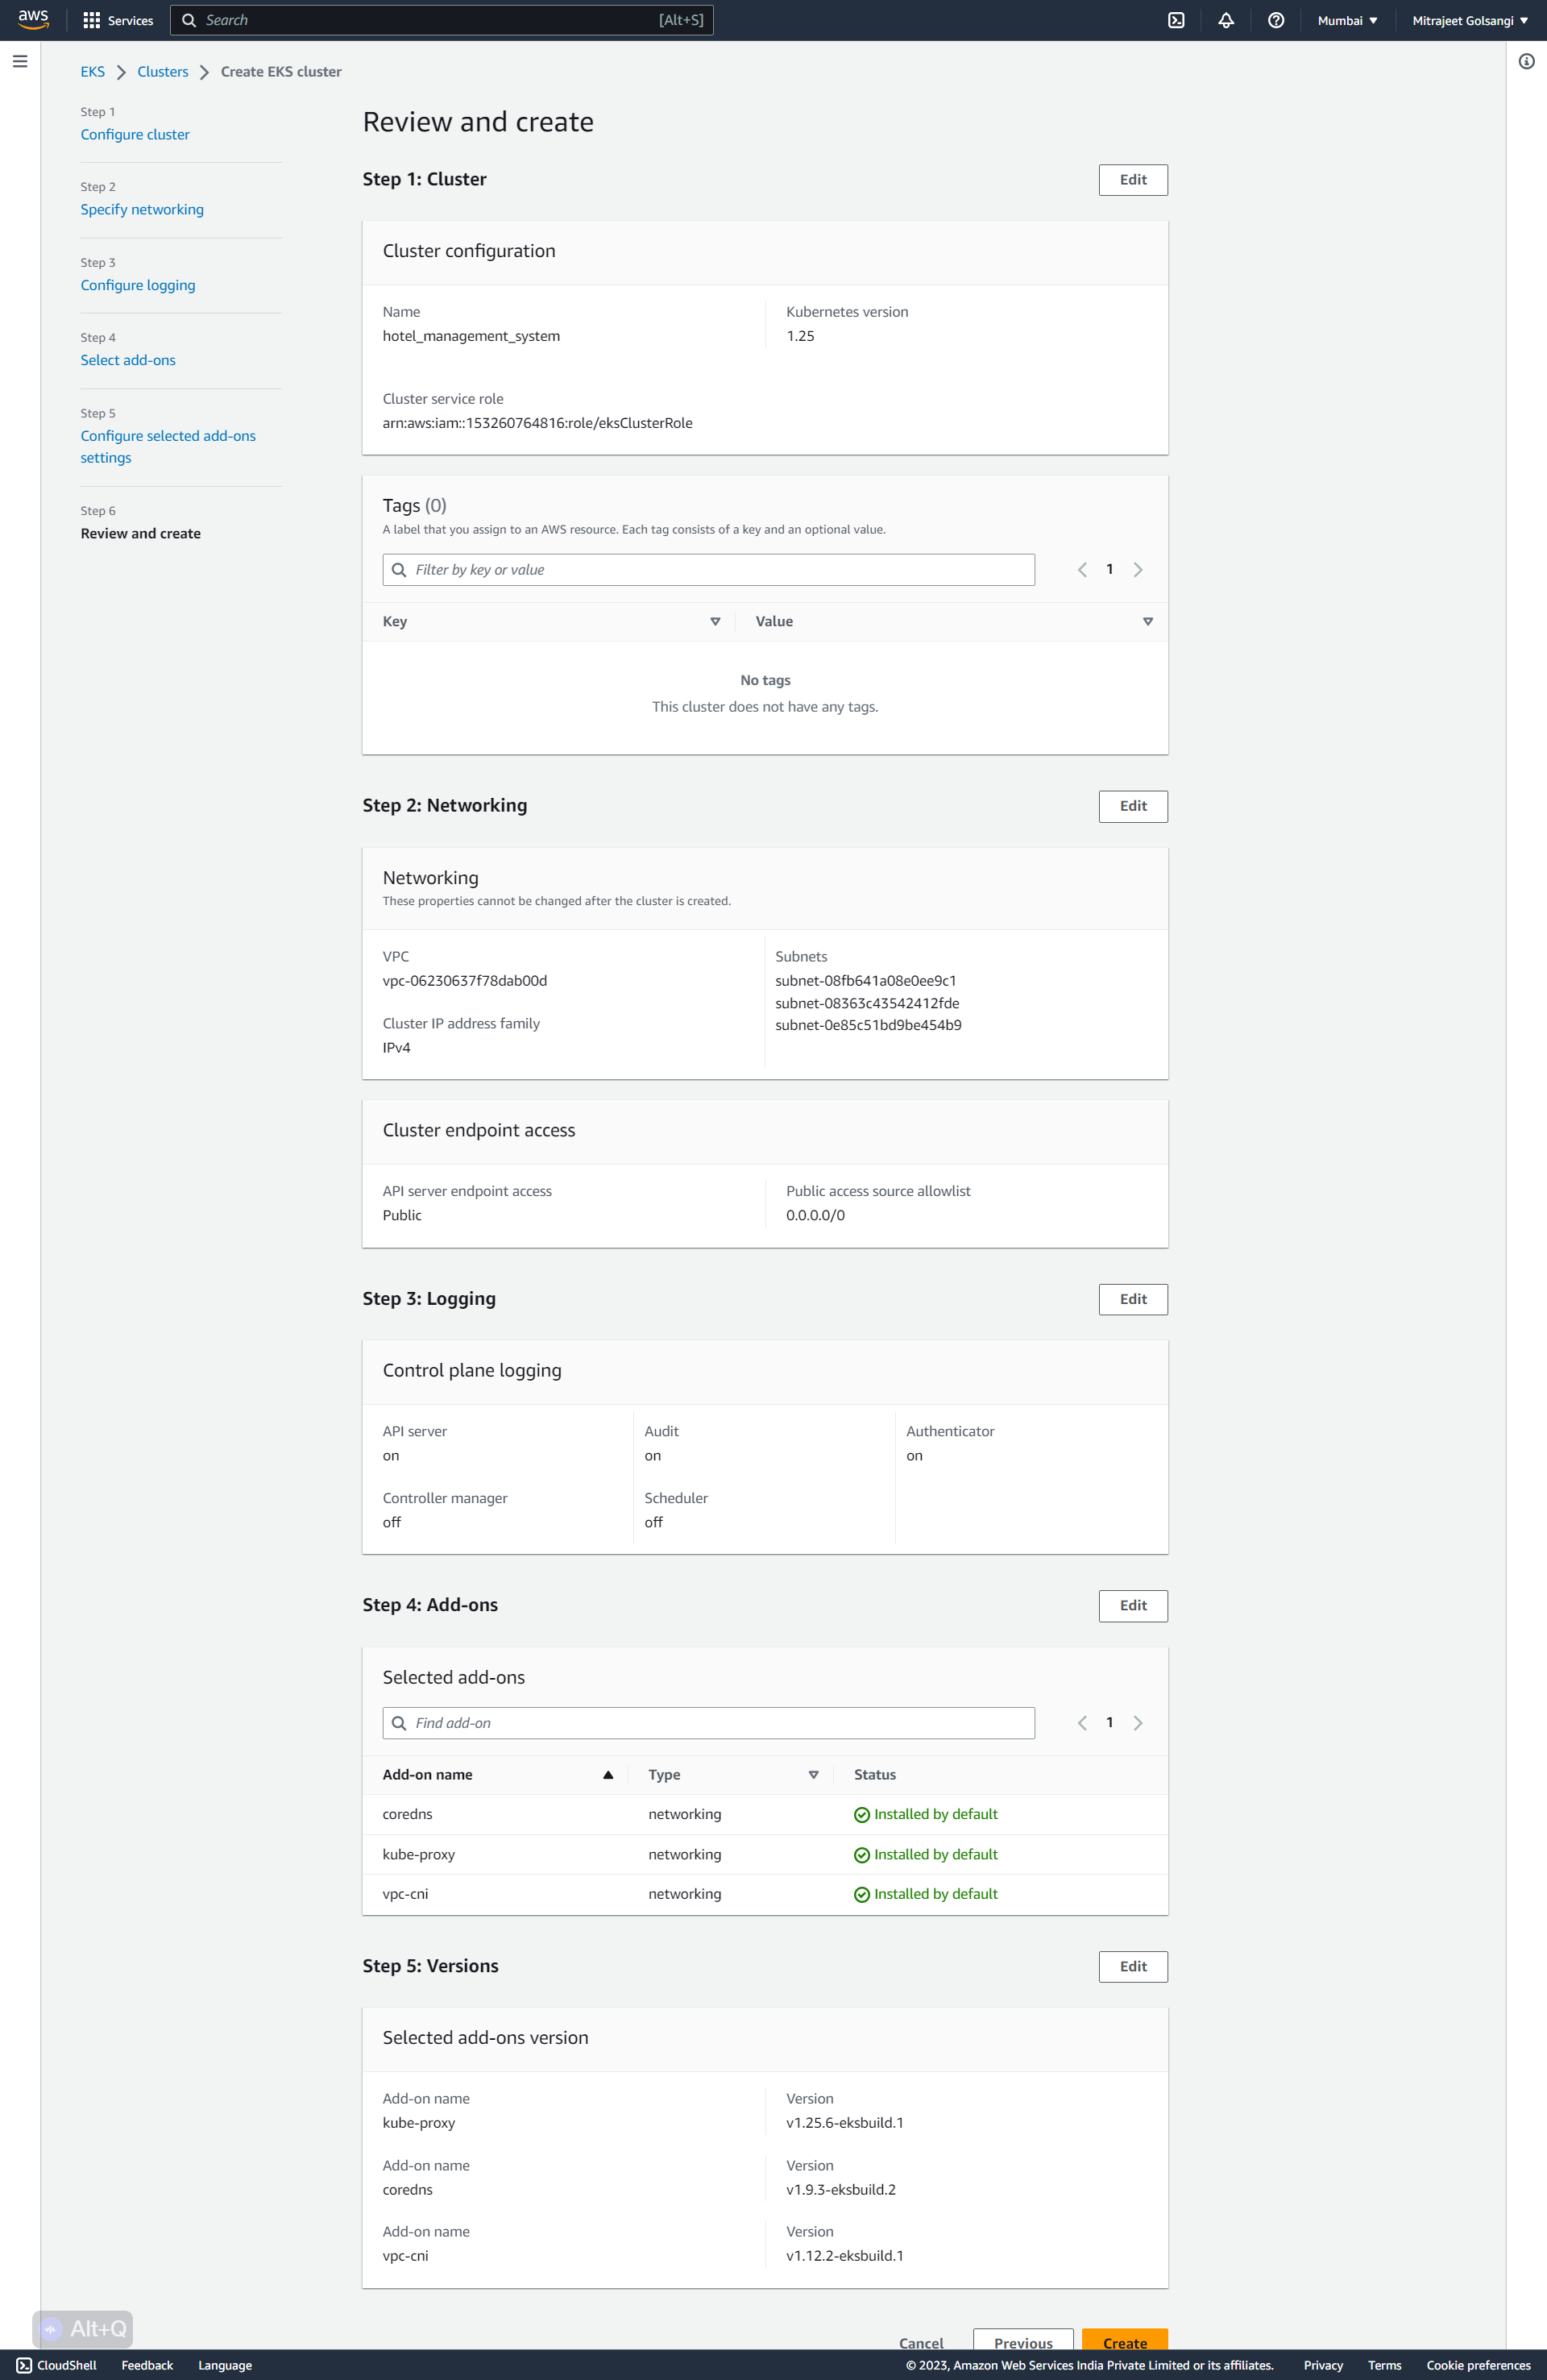 aws
Services
Search
[Alt+S]
Mumbai
Mitrajeet Golsangi
EKS
Clusters
Create EKS cluster
Step 1
Configure cluster
Step 2
Specify networking
Step 3
Configure logging
Step 4
Select add-ons
Step 5
Configure selected add-ons
settings
Step 6
Review and create
Review and create
Step 1: Cluster
Edit
Cluster configuration
Name
hotel_management_system
Kubernetes version
1.25
Cluster service role
arn:aws:iam::153260764816:role/eksClusterRole
Tags (0)
A label that you assign to an AWS resource. Each tag consists of a key and an optional value.
Filter by key or value
1
Key
Value
No tags
This cluster does not have any tags.
Step 2: Networking
Edit
Networking
These properties cannot be changed after the cluster is created.
VPC
vpc-06230637f78dab00d
Cluster IP address family
IPv4
Subnets
subnet-08fb641a08e0ee9c1
subnet-08363c43542412fde
subnet-0e85c51bd9be454b9
Cluster endpoint access
API server endpoint access
Public
Public access source allowlist
0.0.0.0/0
Step 3: Logging
Edit
Control plane logging
API server
on
Audit
on
Authenticator
on
Controller manager
off
Scheduler
off
Step 4: Add-ons
Edit
Selected add-ons
Find add-on
1
Add-on name
Type
Status
coredns
networking
Installed by default
kube-proxy
networking
Installed by default
vpc-cni
networking
Installed by default
Step 5: Versions
Edit
Selected add-ons version
Add-on name
kube-proxy
Version
v1.25.6-eksbuild.1
Add-on name
coredns
Version
v1.9.3-eksbuild.2
Add-on name
vpc-cni
Version
v1.12.2-eksbuild.1
Alt+Q
Cancel
Previous
Create
CloudShell
Feedback
Language
© 2023, Amazon Web Services India Private Limited or its affiliates.
Privacy
Terms
Cookie preferences